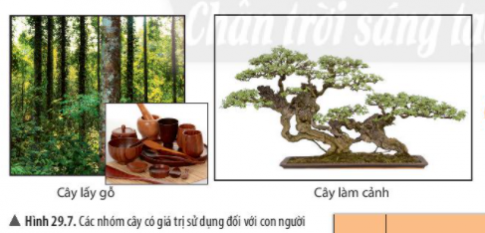 Chân trời sáng tạ
Cây lấy gỗ
Cây làm cảnh
▲ Hình 29.7. Các nhóm cây có giá trị sử dụng đối với con người